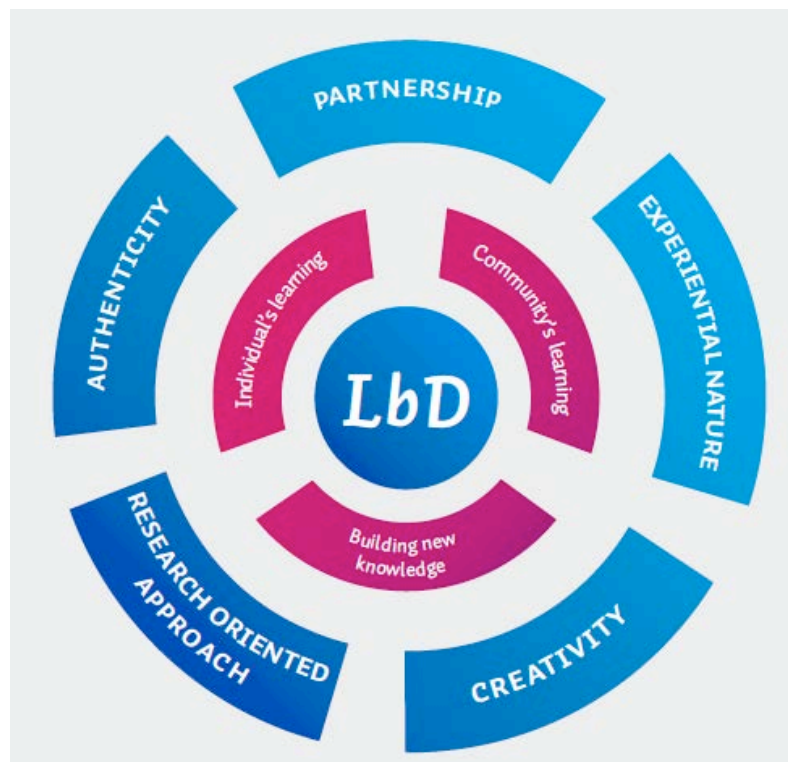 PARTNERSHIP
EXPERIENTIAL NATURE
CREATIVITY
RESEARCH ORIENTED
APPROACH
AUTHENTICITY
Individual's learning
Community's learning
Building new
knowledge
LbD